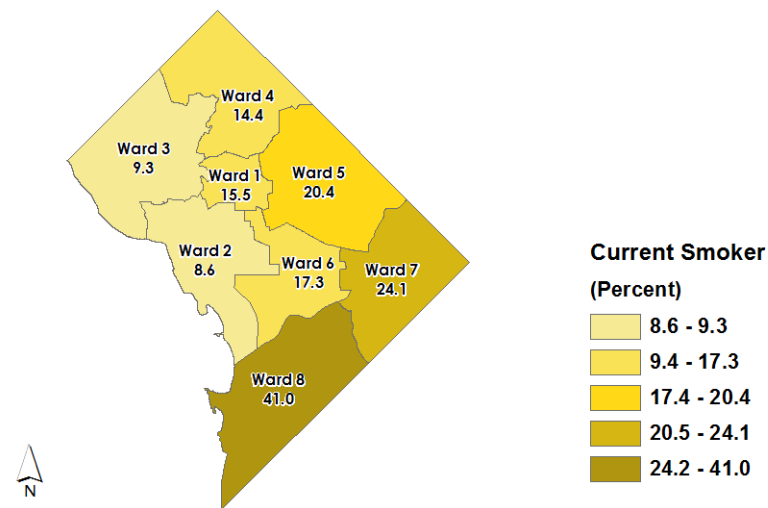 Ward 4
14.4
Ward 3
9.3
Ward 1
15.5
Ward 5
20.4
Ward 2
8.6
Ward 6
17.3
Ward 7
24.1
Ward 8
41.0
N
Current Smoker
(Percent)
8.6 - 9.3
9.4 - 17.3
17.4 - 20.4
20.5 - 24.1
24.2 - 41.0